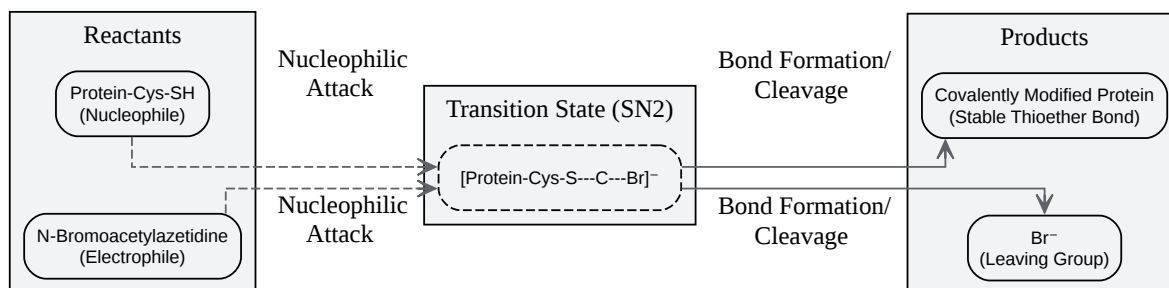 Reactants
Protein-Cys-SH
(Nucleophile)
N-Bromoacetylazetidine
(Electrophile)
Nucleophilic
Attack
Nucleophilic
Attack
Transition State (SN2)
[Protein-Cys-S---C---Br]⁻
Bond Formation/
Cleavage
Bond Formation/
Cleavage
Products
Covalently Modified Protein
(Stable Thioether Bond)
Br⁻
(Leaving Group)